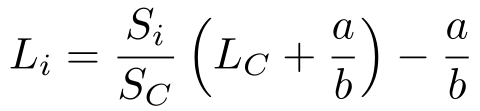 L_i = \frac{S_i}{S_C} \left( L_C + \frac{a}{b} \right) - \frac{a}{b}